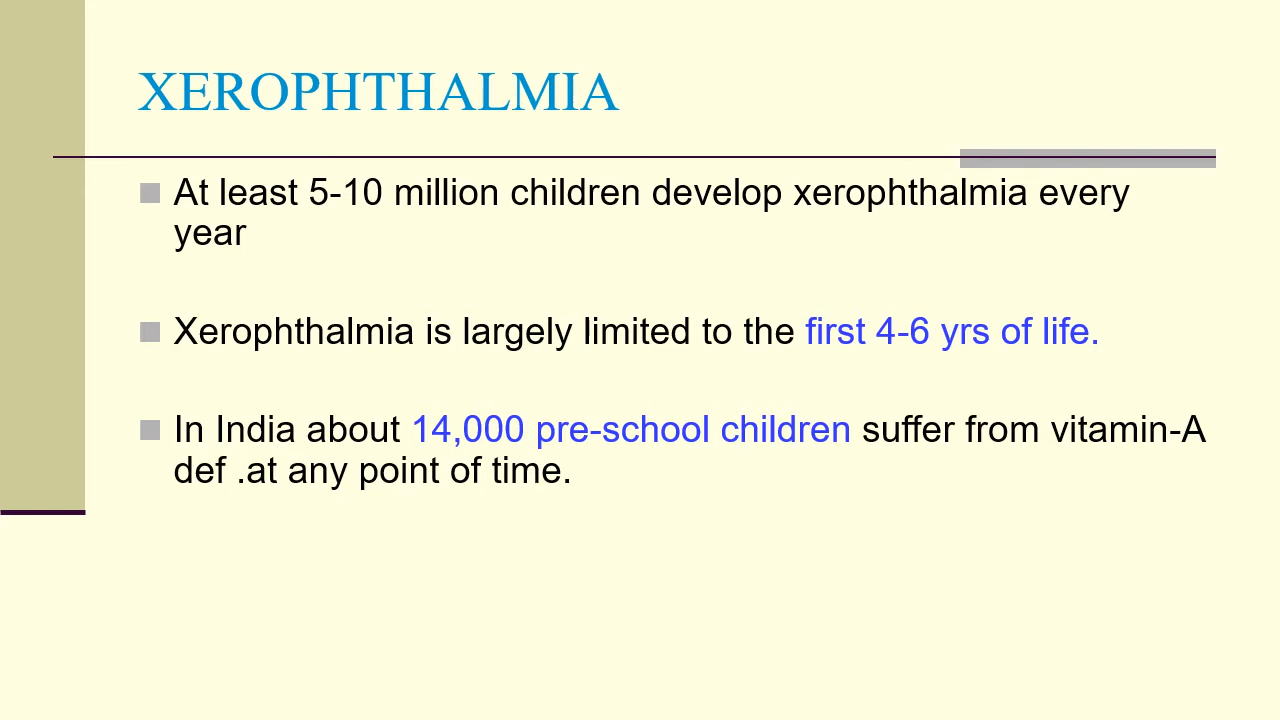 XEROPHTHALMIA
At least 5-10 million children develop xerophthalmia every
year
Xerophthalmia is largely limited to the first 4-6 yrs of life.
In India about 14,000 pre-school children suffer from vitamin-A
def .at any point of time.